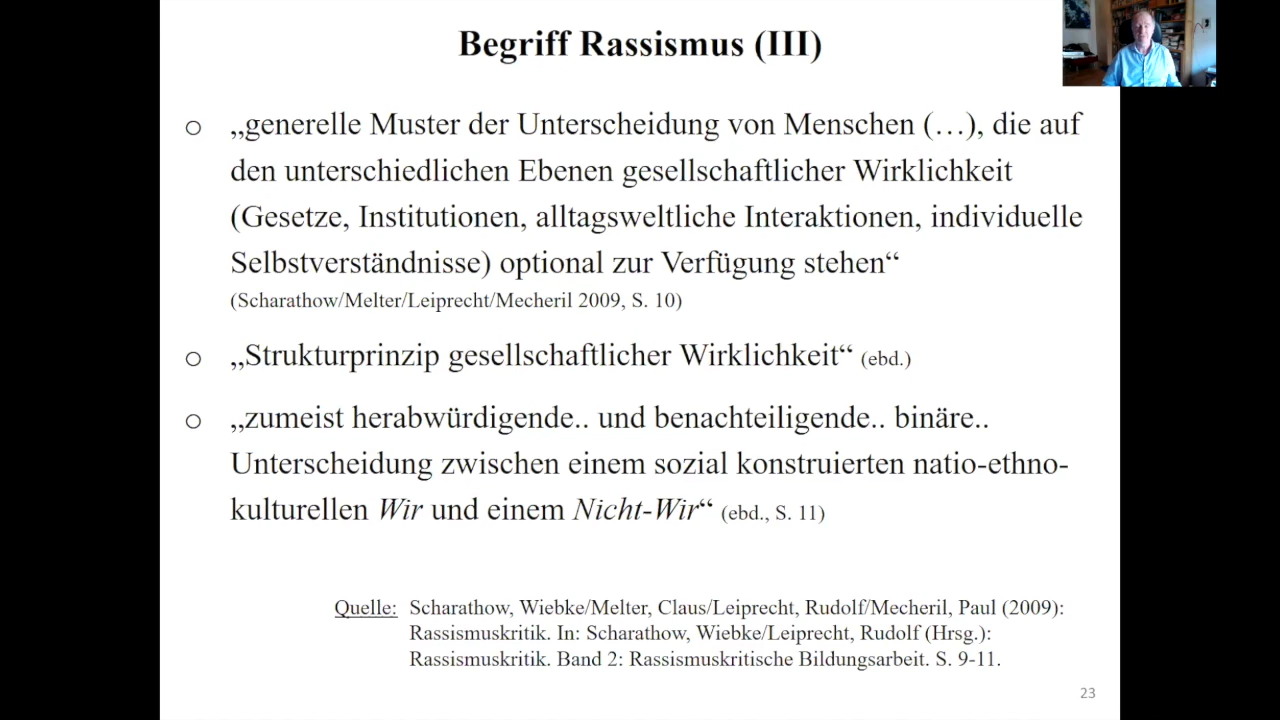 Begriff Rassismus (III)
o „generelle Muster der Unterscheidung von Menschen (…), die auf
den unterschiedlichen Ebenen gesellschaftlicher Wirklichkeit
(Gesetze, Institutionen, alltagsweltliche Interaktionen, individuelle
Selbstverständnisse) optional zur Verfügung stehen“
(Scharathow/Melter/Leiprecht/Mecheril 2009, S. 10)
o „Strukturprinzip gesellschaftlicher Wirklichkeit“ (ebd.)
o „zumeist herabwürdigende.. und benachteiligende.. binäre..
Unterscheidung zwischen einem sozial konstruierten natio-ethno-
kulturellen Wir und einem Nicht-Wir“ (ebd., S. 11)
Quelle: Scharathow, Wiebke/Melter, Claus/Leiprecht, Rudolf/Mecheril, Paul (2009):
Rassismuskritik. In: Scharathow, Wiebke/Leiprecht, Rudolf (Hrsg.):
Rassismuskritik. Band 2: Rassismuskritische Bildungsarbeit. S. 9-11.
23